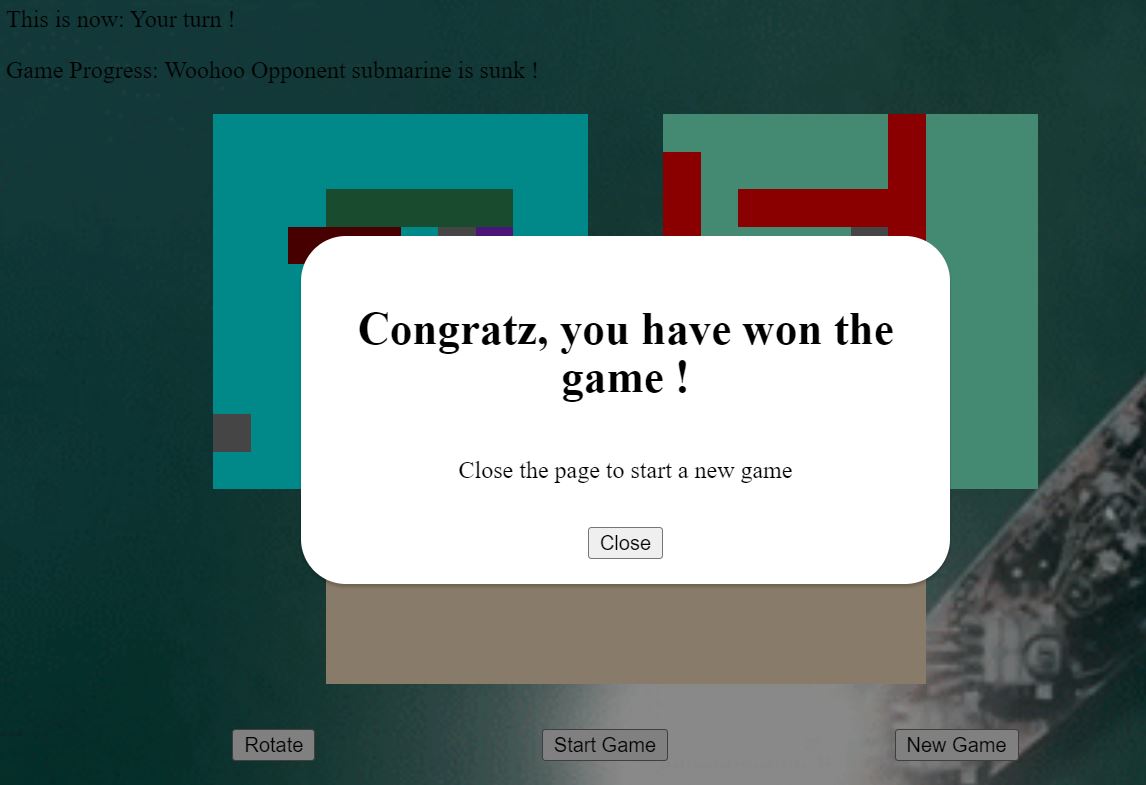 This is now: Your turn !
Game Progress: Woohoo Opponent submarine is sunk !
Congratz, you have won the
game !
Close the page to start a new game
Close
Rotate
Start Game
New Game